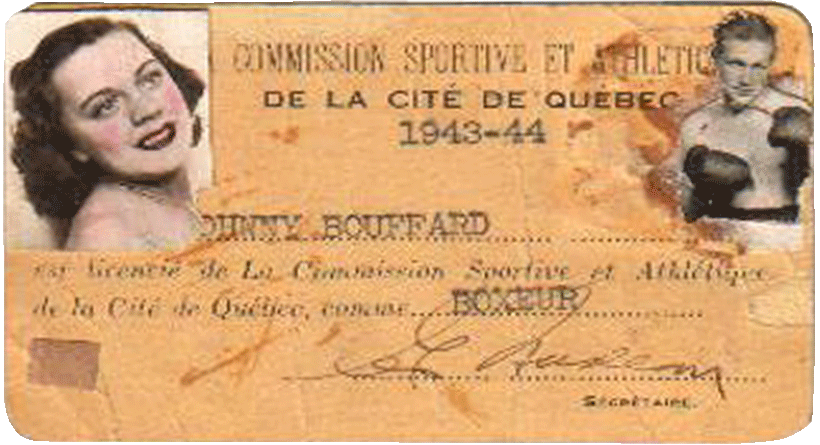 COMMISSION SPORTIVE ET ATHLETIQ
DE LA CITÉ DE QUÉBEC
1943-44
OHNNY BOUFFARD
est licencié de La Commission Sportive et Athlétique
de la Cité de Québec, comme....BOXEUR
SECRÉTAIRE.